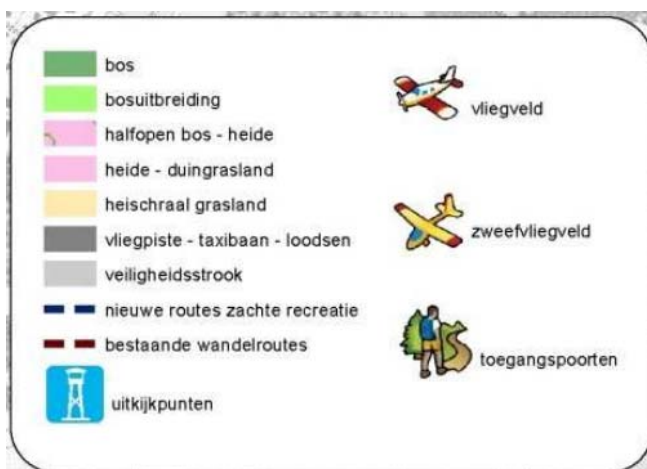 bos
bosuitbreiding
halfopen bos - heide
heide - duingrasland
heischraal grasland
vliegpiste - taxibaan - loodsen
veiligheidsstrook
nieuwe routes zachte recreatie
bestaande wandelroutes
uitkijkpunten
vliegveld
zweefvliegveld
toegangspoorten